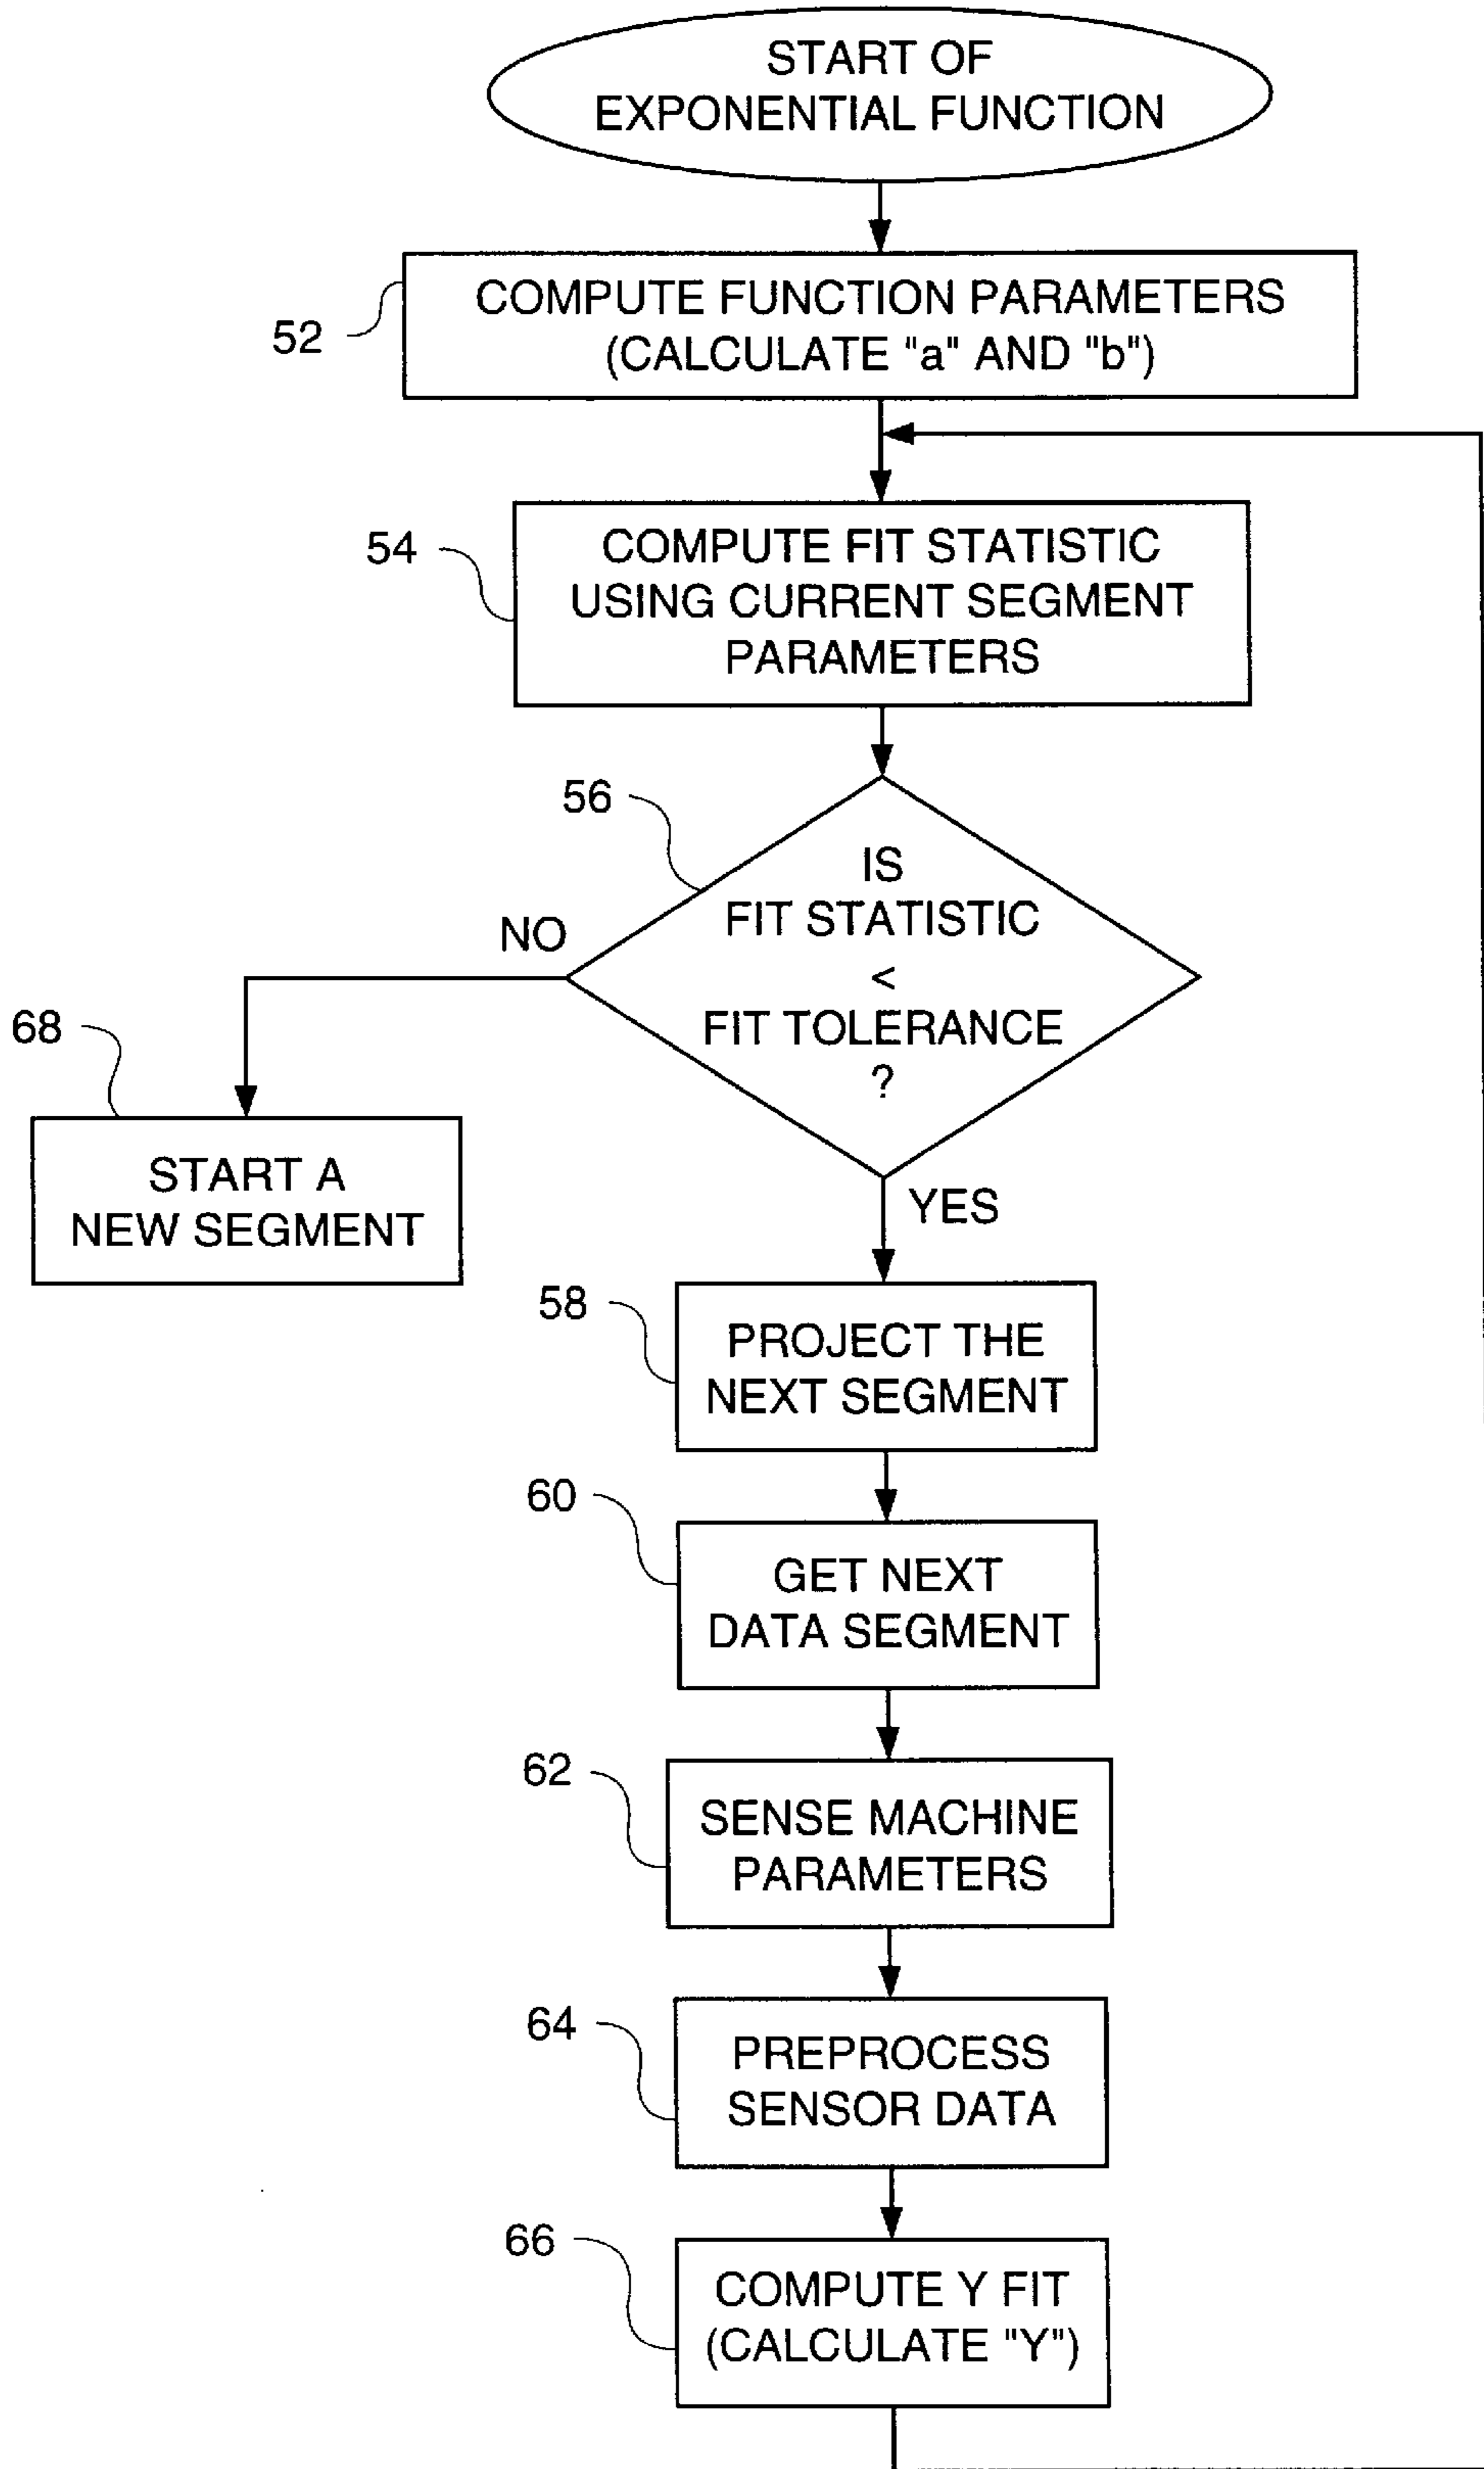 START OF
EXPONENTIAL FUNCTION
52
COMPUTE FUNCTION PARAMETERS
(CALCULATE "a" AND "b")
54
COMPUTE FIT STATISTIC
USING CURRENT SEGMENT
PARAMETERS
56
IS
FIT STATISTIC
<
FIT TOLERANCE
?
NO
68
START A
NEW SEGMENT
YES
58
PROJECT THE
NEXT SEGMENT
60
GET NEXT
DATA SEGMENT
62
SENSE MACHINE
PARAMETERS
64
PREPROCESS
SENSOR DATA
66
COMPUTE Y FIT
(CALCULATE "Y")